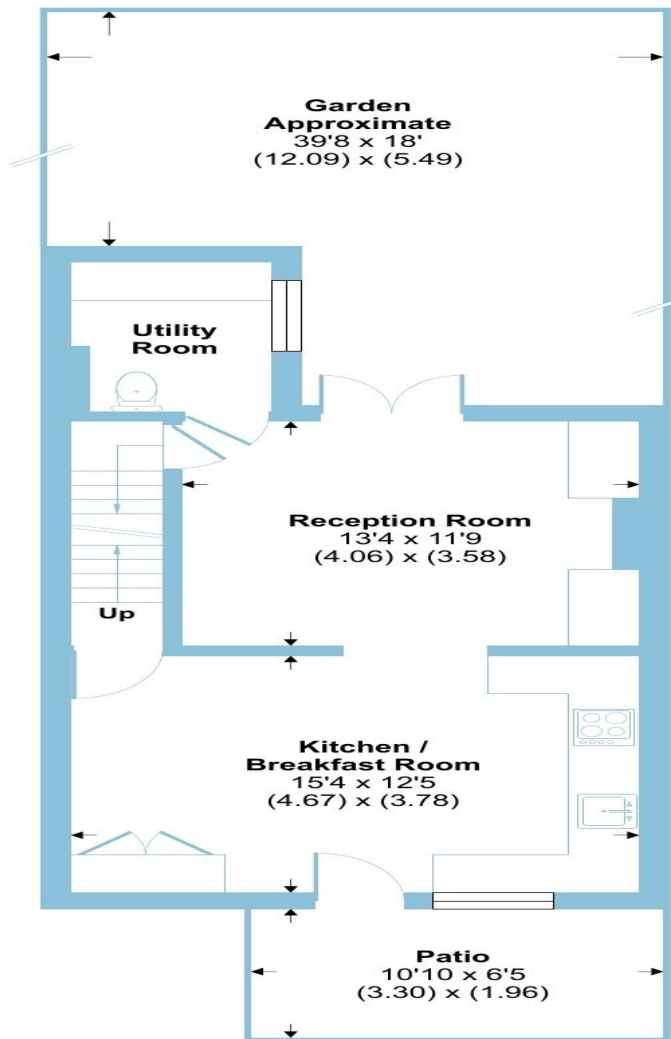 Garden
Approximate
39'8 x 18'
(12.09) x (5.49)
Utility
Room
Reception Room
13'4 x 11'9
(4.06) x (3.58)
Up
Kitchen /
Breakfast Room
15'4 x 12'5
(4.67) x (3.78)
Patio
10'10 x 6'5
(3.30) x (1.96)